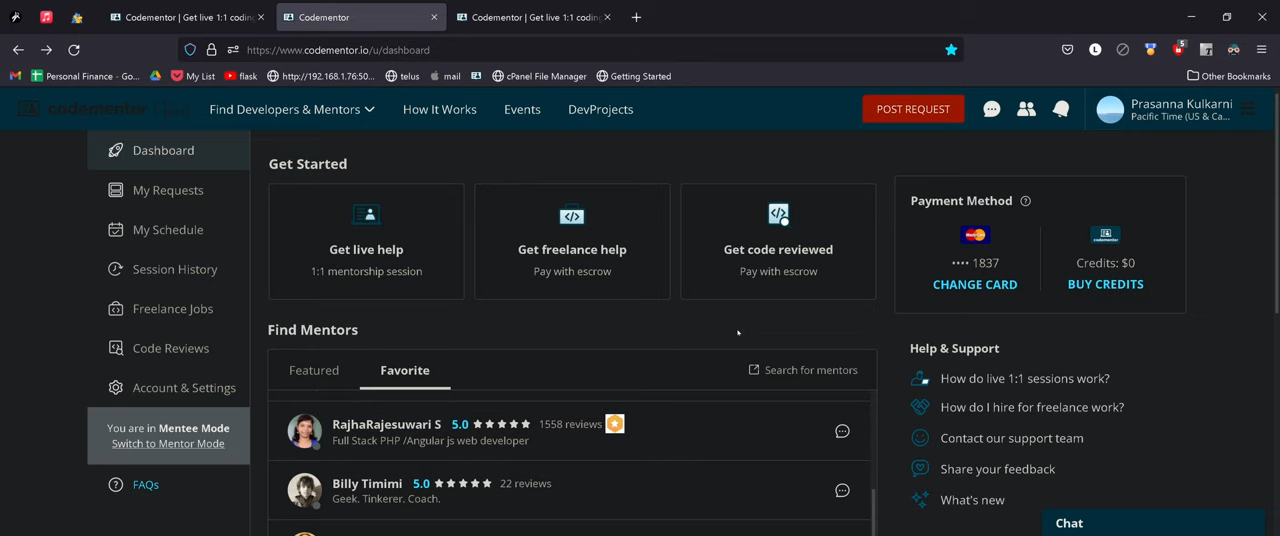 Codementor | Get live 1:1 coding
Codementor
Codementor | Get live 1:1 coding
https://www.codementor.io/u/dashboard
5
Personal Finance - Go...
My List
flask
http://192.168.1.76:50...
telus
mail
cPanel File Manager
Getting Started
Other Bookmarks
codementor
Find Developers & Mentors
How It Works
Events
DevProjects
POST REQUEST
Prasanna Kulkarni
Pacific Time (US & Ca...
Dashboard
My Requests
My Schedule
Session History
Freelance Jobs
Code Reviews
Account & Settings
You are in Mentee Mode
Switch to Mentor Mode
FAQs
Get Started
Get live help
1:1 mentorship session
Get freelance help
Pay with escrow
Get code reviewed
Pay with escrow
Find Mentors
Featured
Favorite
Search for mentors
RajhaRajesuwari S 5.0 1558 reviews
Full Stack PHP /Angular js web developer
Billy Timimi 5.0 22 reviews
Geek. Tinkerer. Coach.
Payment Method
•••• 1837
CHANGE CARD
Credits: $0
BUY CREDITS
Help & Support
How do live 1:1 sessions work?
How do I hire for freelance work?
Contact our support team
Share your feedback
What's new
Chat